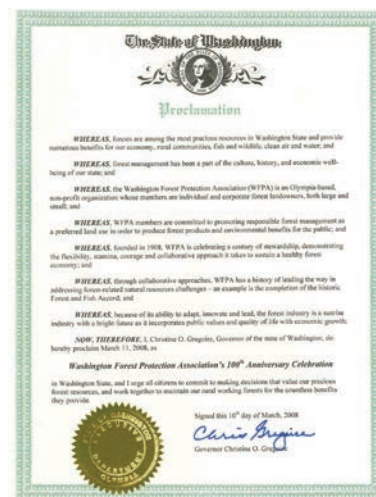 The State of Washington
Proclamation
WHEREAS, forests are among the most precious resources in Washington State and provide
numerous benefits for our economy, rural communities, fish and wildlife, clean air and water; and
WHEREAS, forest management has been a part of the culture, history, and economic well-
being of our state; and
WHEREAS, the Washington Forest Protection Association (WFPA) is an Olympia-based,
non-profit organization whose members are individual and corporate forest landowners, both large and
small; and
WHEREAS, WFPA members are committed to promoting responsible forest management as
a preferred land use in order to produce forest products and environmental benefits for the public; and
WHEREAS, founded in 1908, WFPA is celebrating a century of stewardship, demonstrating
the flexibility, stamina, courage and collaborative approach it takes to sustain a healthy forest
economy; and
WHEREAS, through collaborative approaches, WFPA has a history of leading the way in
addressing forest-related natural resources challenges – an example is the completion of the historic
Forest and Fish Accord; and
WHEREAS, because of its ability to adapt, innovate and lead, the forest industry is a sunrise
industry with a bright future as it incorporates public values and quality of life with economic growth;
NOW, THEREFORE, I, Christine O. Gregoire, Governor of the state of Washington, do
hereby proclaim March 11, 2008, as
Washington Forest Protection Association's 100th Anniversary Celebration
in Washington State, and I urge all citizens to commit to making decisions that value our precious
forest resources, and work together to maintain our rural working forests for the countless benefits
they provide.
Signed this 10th day of March, 2008
Chris Gregoire
Governor Christine O. Gregoire
WASHINGTON
EXECUTIVE
DEPARTMENT
OLYMPIA